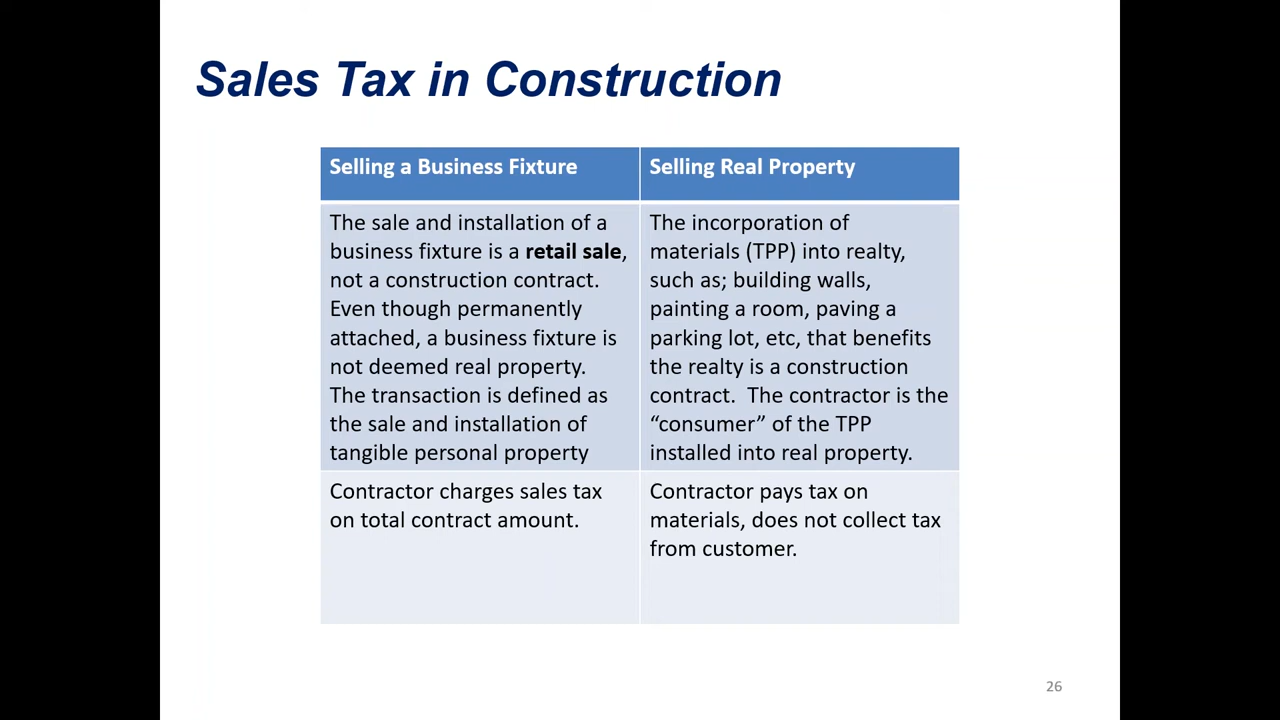 Sales Tax in Construction
Selling a Business Fixture
Selling Real Property
The sale and installation of a
business fixture is a retail sale,
not a construction contract.
Even though permanently
attached, a business fixture is
not deemed real property.
The transaction is defined as
the sale and installation of
tangible personal property
The incorporation of
materials (TPP) into realty,
such as; building walls,
painting a room, paving a
parking lot, etc, that benefits
the realty is a construction
contract.  The contractor is the
“consumer” of the TPP
installed into real property.
Contractor charges sales tax
on total contract amount.
Contractor pays tax on
materials, does not collect tax
from customer.
26